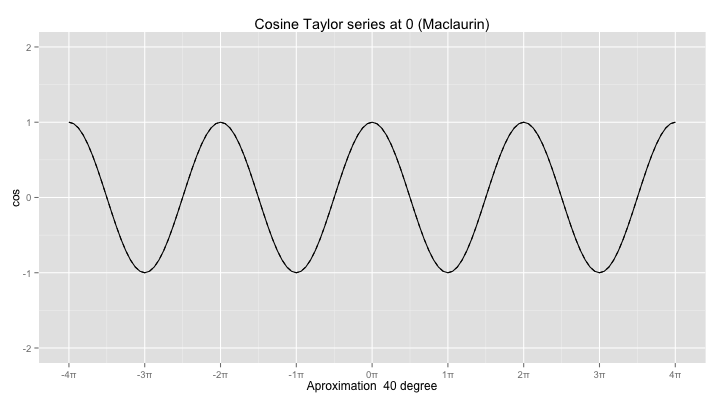 Cosine Taylor series at 0 (Maclaurin)
2
1
0
-1
-2
cos
-4π -3π -2π -1π 0π 1π 2π 3π 4π
Aproximation  40 degree